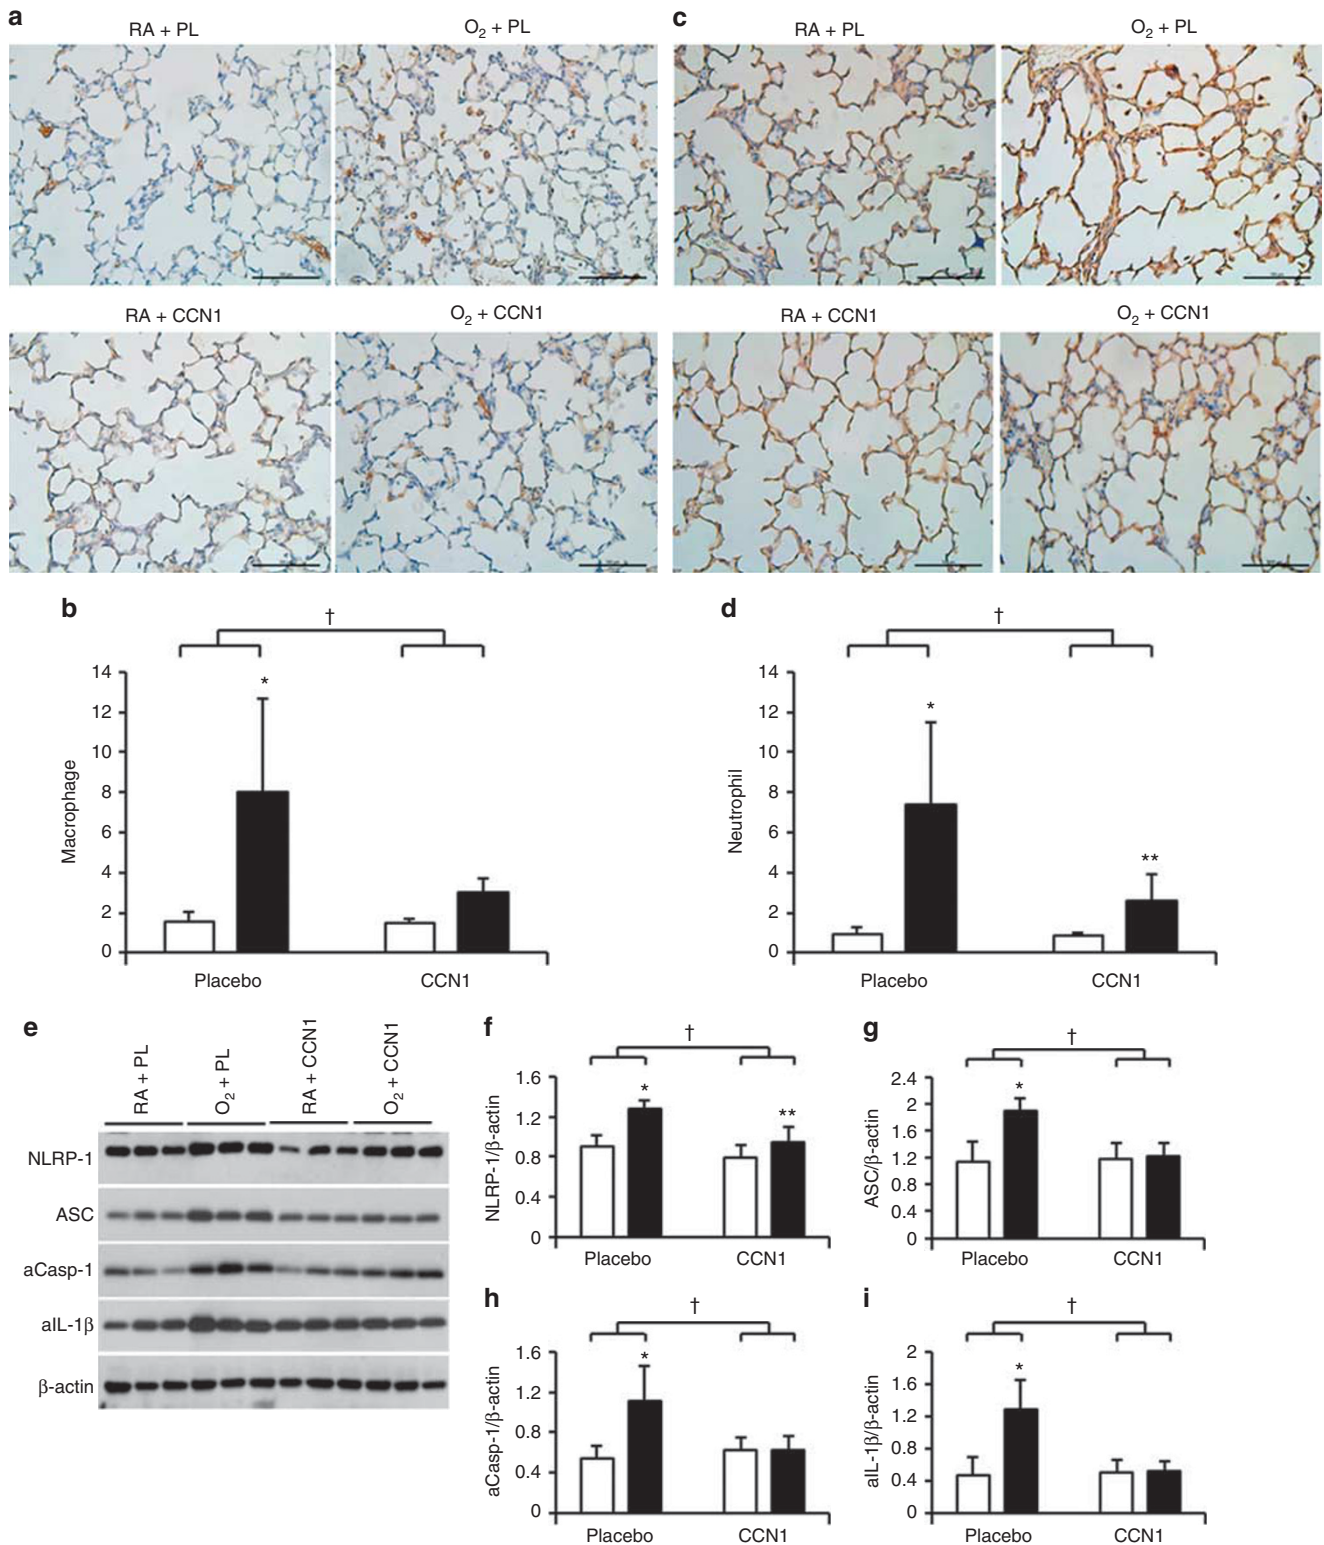 a
RA + PL
O₂ + PL
RA + CCN1
O₂ + CCN1
c
RA + PL
O₂ + PL
RA + CCN1
O₂ + CCN1
b
†
14
12
10
8
6
4
2
0
Macrophage
*
Placebo
CCN1
d
†
14
12
10
8
6
4
2
0
Neutrophil
*
**
Placebo
CCN1
e
RA + PL
O₂ + PL
RA + CCN1
O₂ + CCN1
NLRP-1
ASC
aCasp-1
aIL-1β
β-actin
f
†
1.6
1.2
0.8
0.4
0
NLRP-1/β-actin
*
**
Placebo
CCN1
g
†
2.4
2
1.6
1.2
0.8
0.4
0
ASC/β-actin
*
Placebo
CCN1
h
†
1.6
1.2
0.8
0.4
0
aCasp-1/β-actin
*
Placebo
CCN1
i
†
2
1.6
1.2
0.8
0.4
0
aIL-1β/β-actin
*
Placebo
CCN1